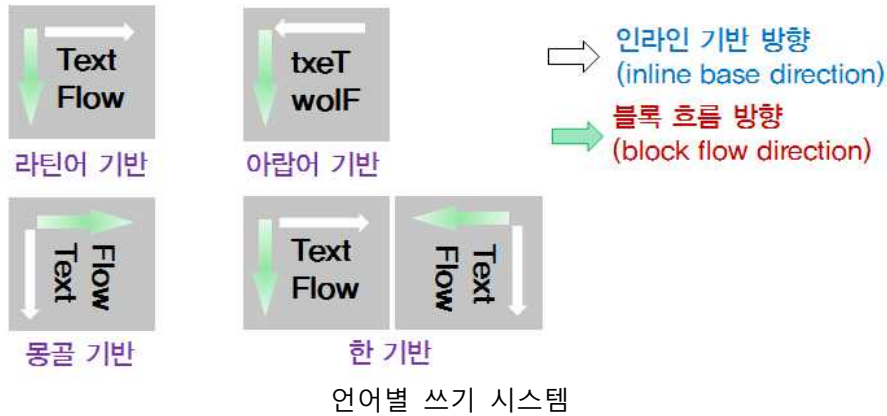 Text
Flow
라틴어 기반
txeT
wolF
아랍어 기반
인라인 기반 방향
(inline base direction)
블록 흐름 방향
(block flow direction)
Text
Flow
몽골 기반
Text
Flow
Text
Flow
한 기반
언어별 쓰기 시스템